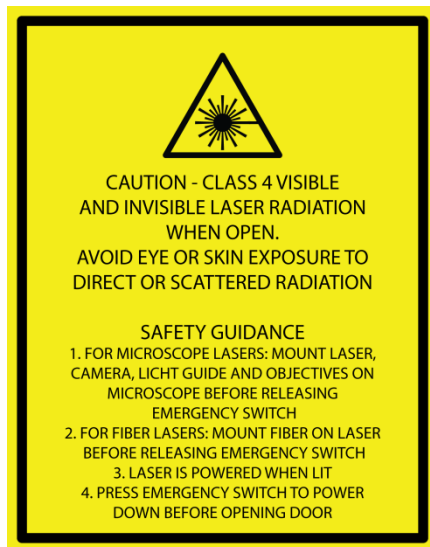 CAUTION - CLASS 4 VISIBLE
AND INVISIBLE LASER RADIATION
WHEN OPEN.
AVOID EYE OR SKIN EXPOSURE TO
DIRECT OR SCATTERED RADIATION
SAFETY GUIDANCE
1. FOR MICROSCOPE LASERS: MOUNT LASER,
CAMERA, LICHT GUIDE AND OBJECTIVES ON
MICROSCOPE BEFORE RELEASING
EMERGENCY SWITCH
2. FOR FIBER LASERS: MOUNT FIBER ON LASER
BEFORE RELEASING EMERGENCY SWITCH
3. LASER IS POWERED WHEN LIT
4. PRESS EMERGENCY SWITCH TO POWER
DOWN BEFORE OPENING DOOR